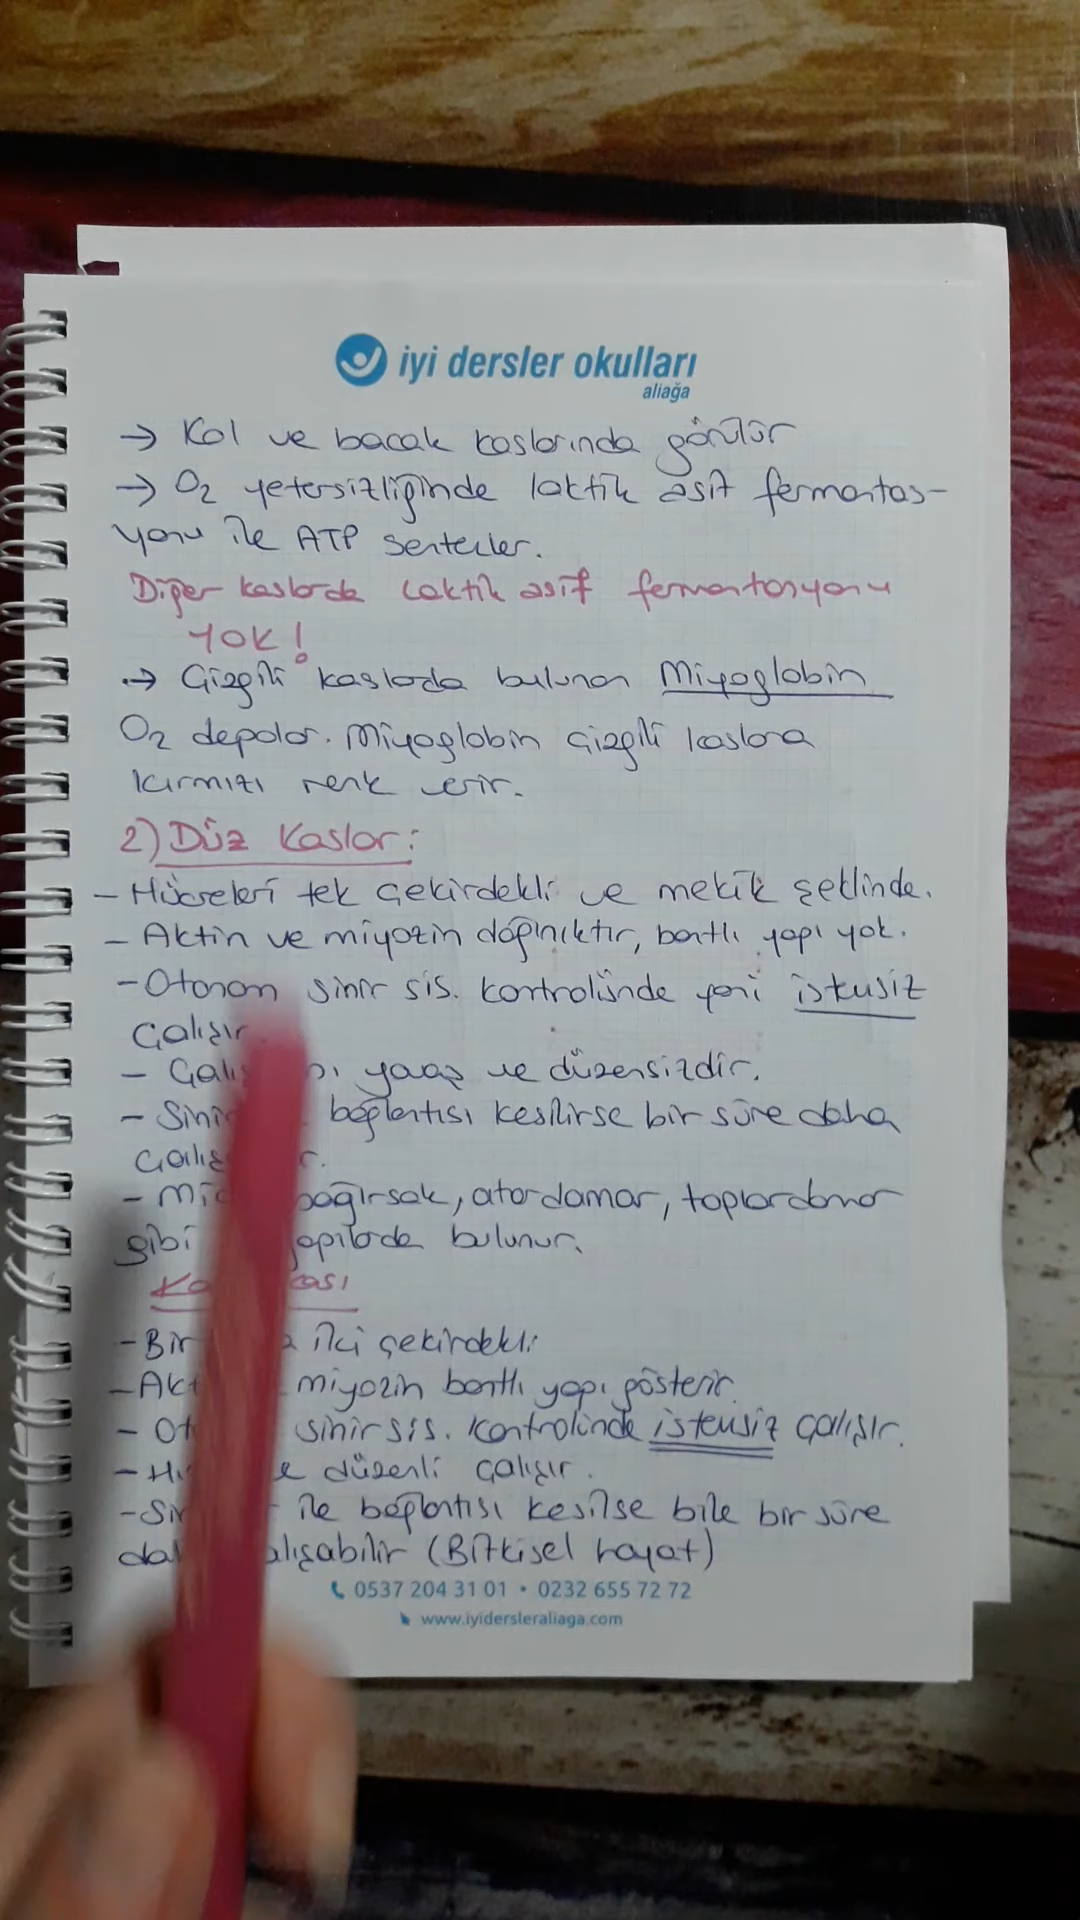 iyi dersler okulları
aliağa
→ Kol ve bacak kaslarında görülür
→ O2 yetersizliğinde laktik asit fermantas-
yonu ile ATP sentezler.
Diğer kaslarda laktik asit fermantasyonu
YOK!
→ Çizgili kaslarda bulunan Miyoglobin
O2 depolar. Miyoglobin çizgili kaslara
kırmızı renk verir.
2) Düz Kaslar:
- Hücreleri tek çekirdekli ve mekik şeklinde.
- Aktin ve miyozin dağınıktır, bantlı yapı yok.
- Otonom sinir sis. kontrolünde yani istensiz
çalışır
- yavaş ve düzensizdir.
- bağlantısı kesilirse bir süre daha
- bağırsak, atardamar, toplardamar
gibi bulunur.
- Bir iki çekirdekli
- miyozin bantlı yapı gösterir.
- sinir sis. kontrolünde istensiz çalışır.
- düzenli çalışır.
- ile bağlantısı kesilse bile bir süre
(Bitkisel hayat)
0537 204 31 01 • 0232 655 72 72
www.iyidersleraliaga.com